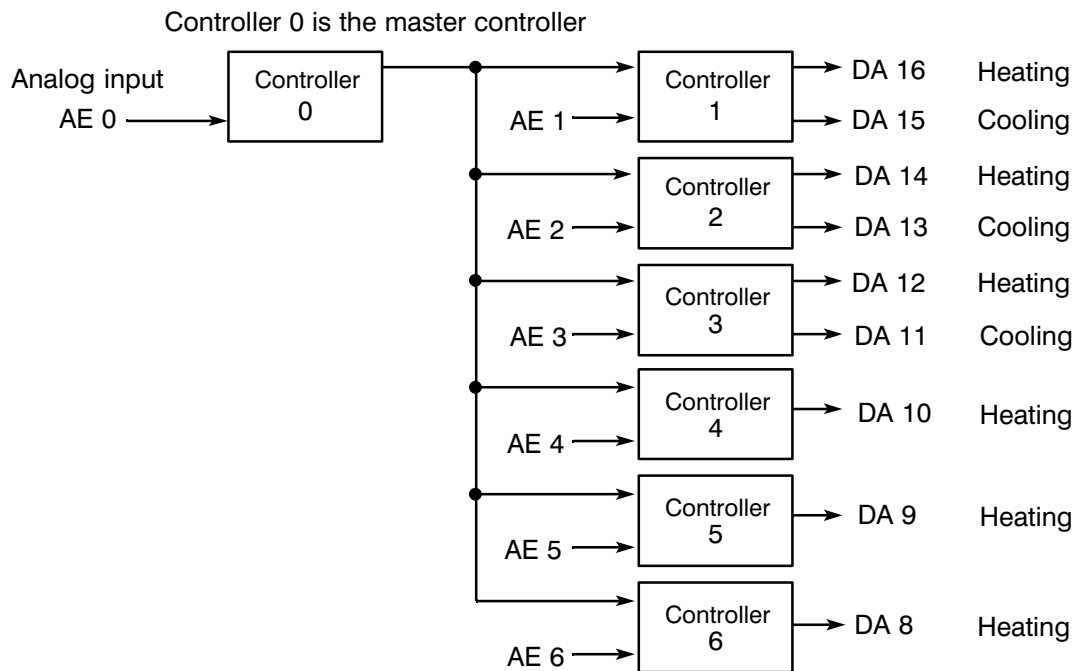 Controller 0 is the master controller
Analog input
AE 0
Controller
0
AE 1
Controller
1
DA 16 Heating
DA 15 Cooling
AE 2
Controller
2
DA 14 Heating
DA 13 Cooling
AE 3
Controller
3
DA 12 Heating
DA 11 Cooling
AE 4
Controller
4
DA 10 Heating
AE 5
Controller
5
DA 9 Heating
AE 6
Controller
6
DA 8 Heating